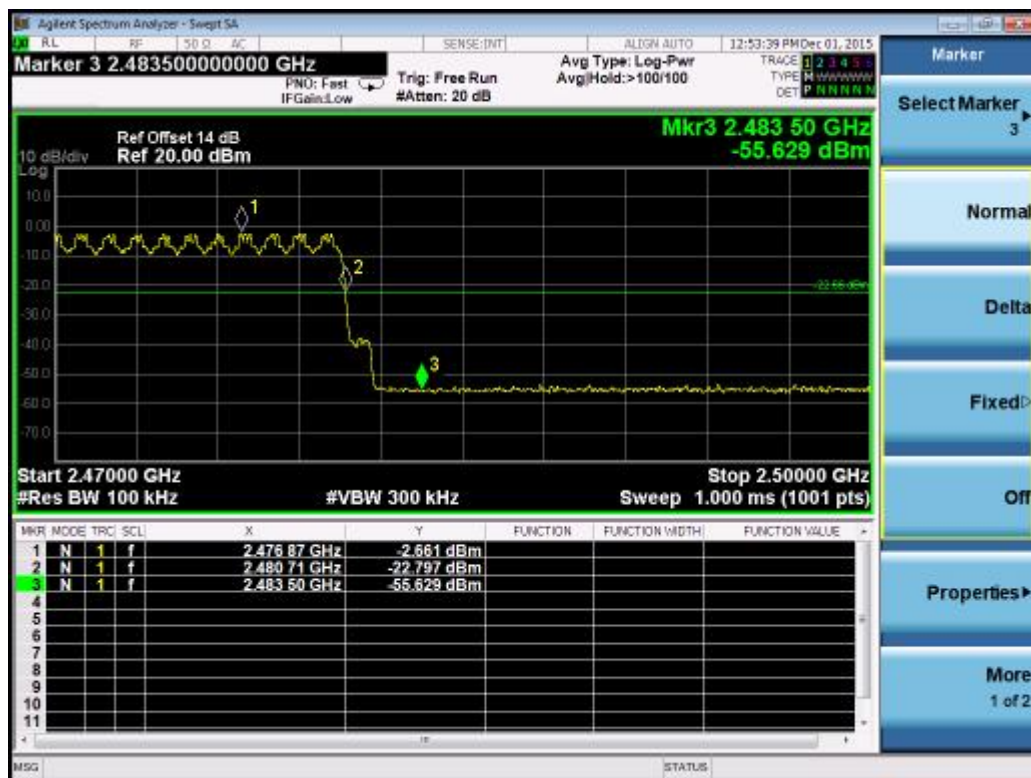 Agilent Spectrum Analyzer - Swept SA
RL RF 50 Ω AC SENSE:INT ALIGN AUTO 12:53:39 PM Dec 01, 2015
Marker 3 2.483500000000 GHz
PNO: Fast
IFGain:Low
Trig: Free Run
#Atten: 20 dB
Avg Type: Log-Pwr
Avg|Hold:>100/100
TRACE 1 2 3 4 5 6
TYPE M W W W W W
DET P N N N N N
Ref Offset 14 dB
10 dB/div Ref 20.00 dBm
Log
Mkr3 2.483 50 GHz
-55.629 dBm
10.0
0.00
-10.0
-20.0
-30.0
-40.0
-50.0
-60.0
-70.0
1
2
3
-22.66 dBm
Start 2.47000 GHz Stop 2.50000 GHz
#Res BW 100 kHz #VBW 300 kHz Sweep 1.000 ms (1001 pts)
MKR MODE TRC SCL X Y FUNCTION FUNCTION WIDTH FUNCTION VALUE
1 N 1 f 2.476 87 GHz -2.661 dBm
2 N 1 f 2.480 71 GHz -22.797 dBm
3 N 1 f 2.483 50 GHz -55.629 dBm
4
5
6
7
8
9
10
11
MSG STATUS
Marker
Select Marker
3
Normal
Delta
Fixed
Off
Properties
More
1 of 2